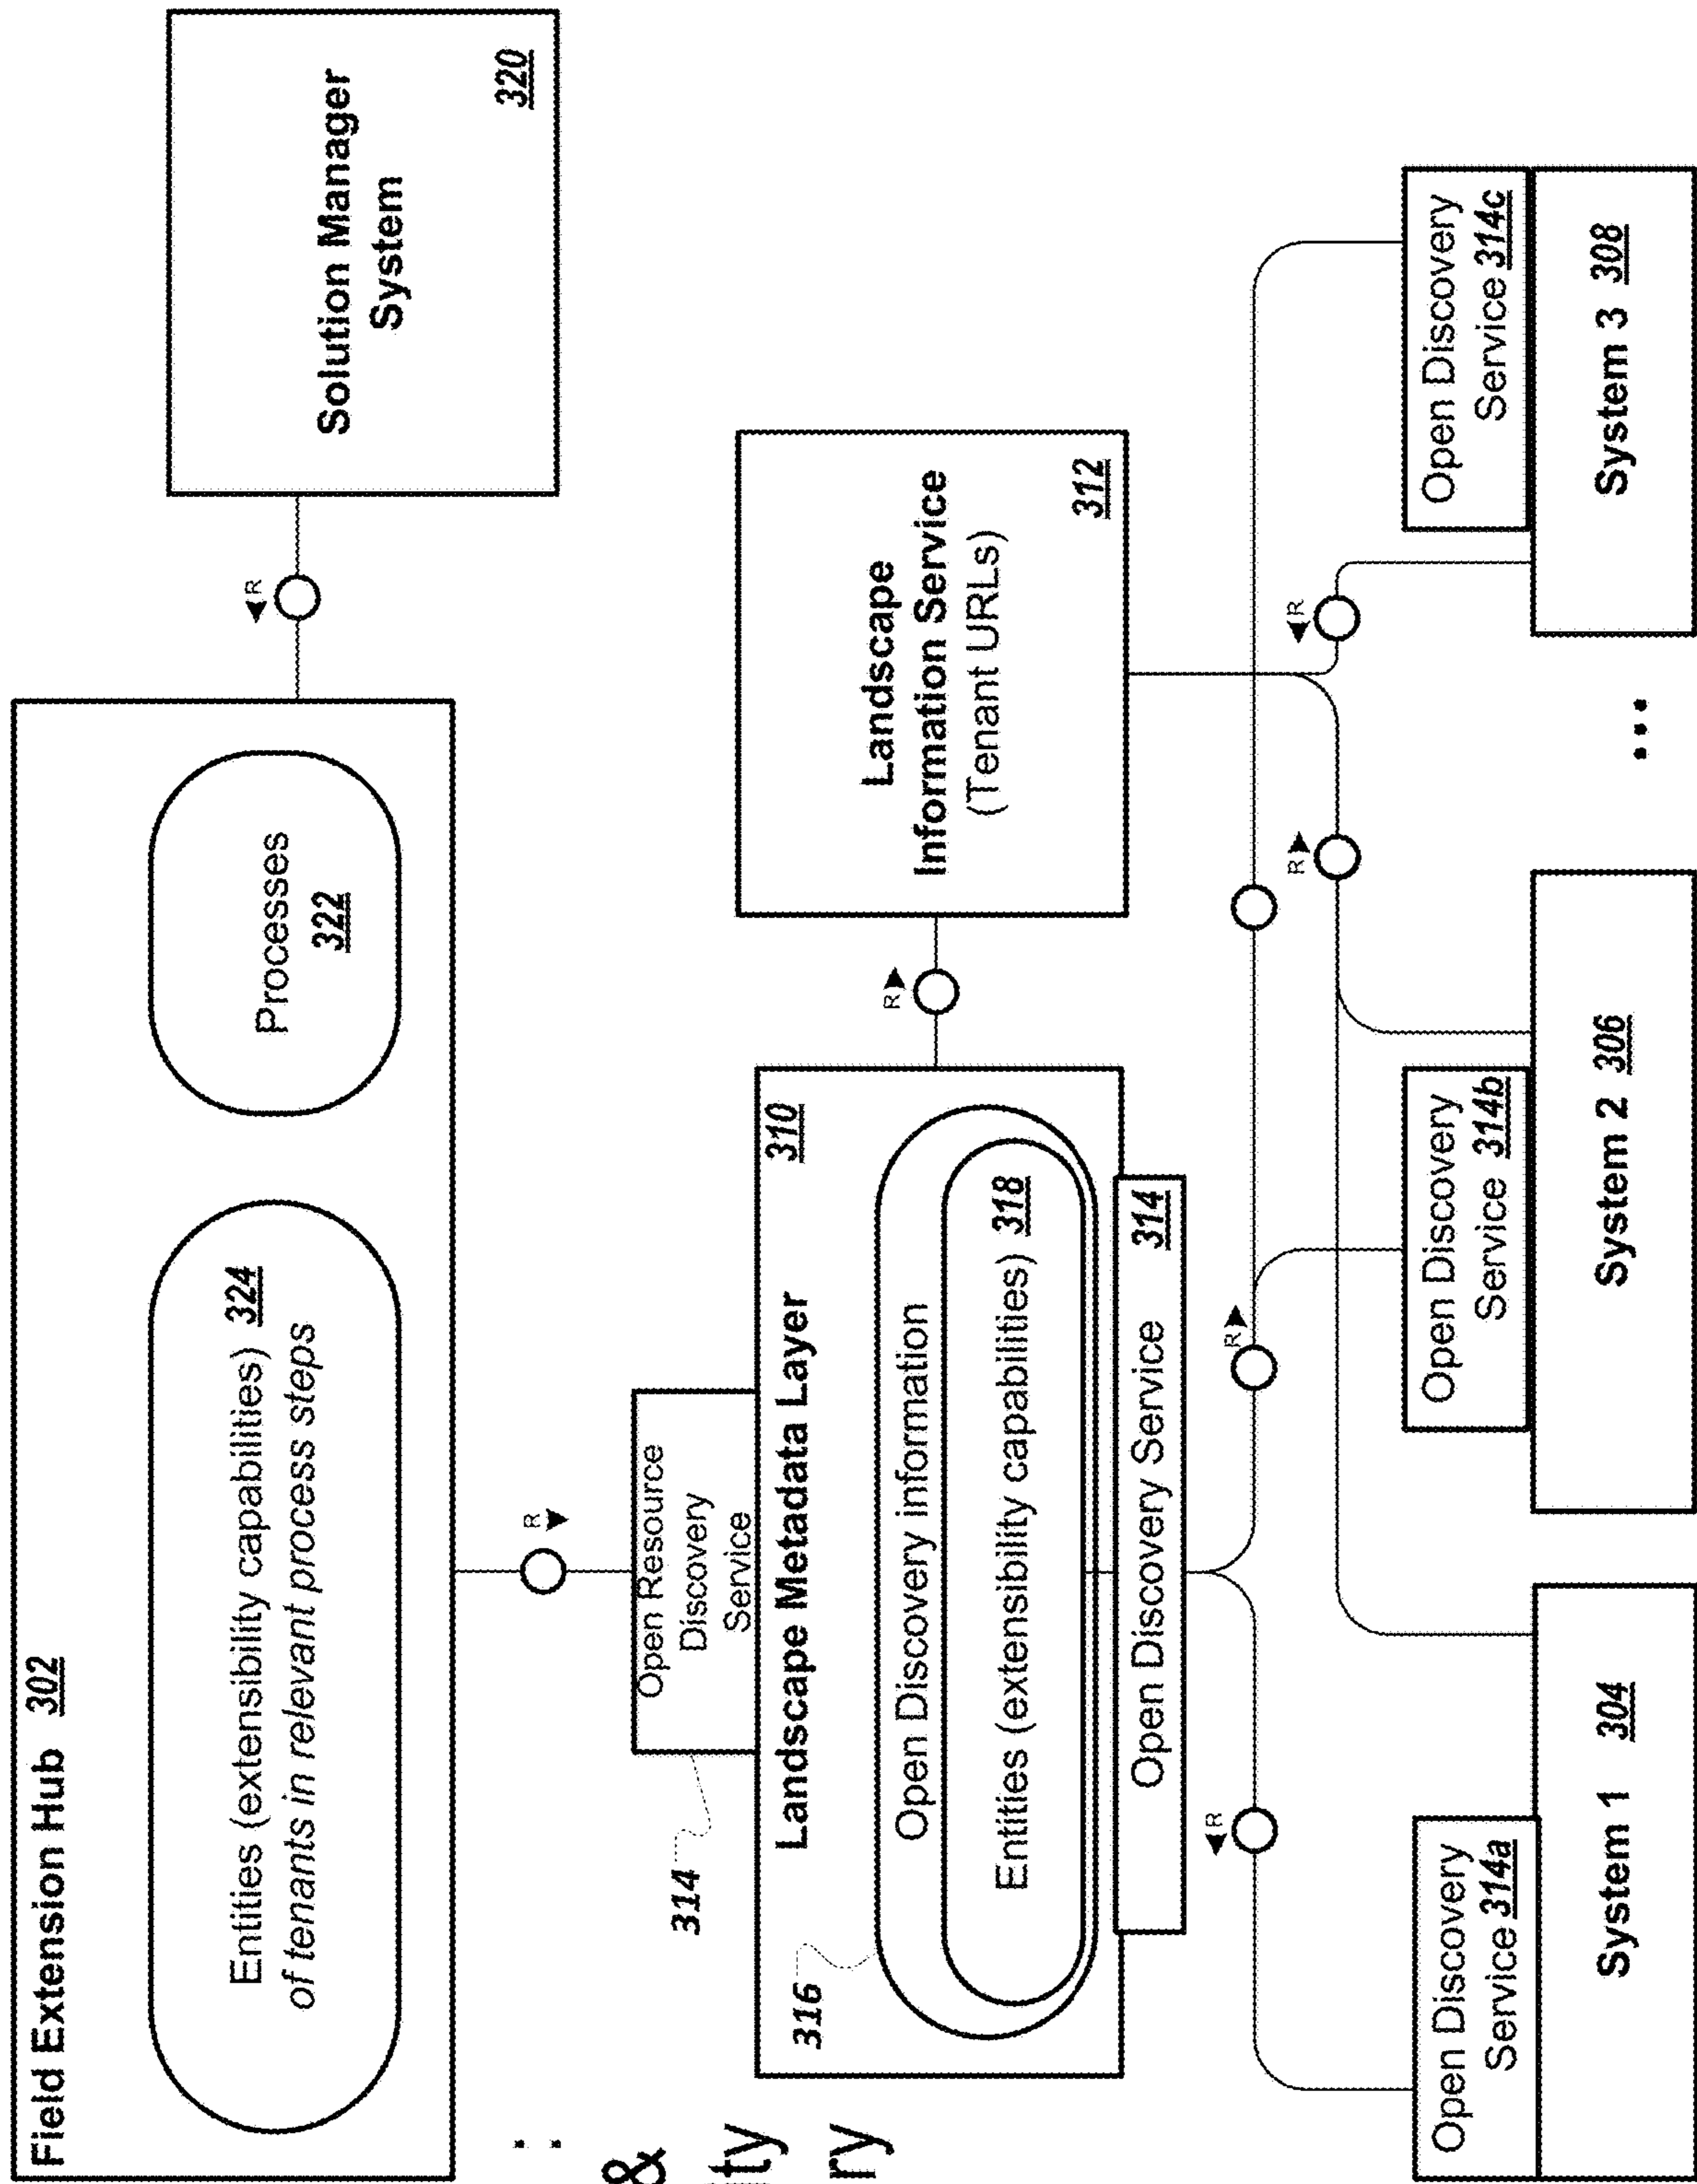 Field Extension Hub 302
Entities (extensibility capabilities) 324
of tenants in relevant process steps
Processes
322
Solution Manager
System
320
R
R
Open Resource
Discovery
Service
314
Landscape Metadata Layer 310
316
Open Discovery information
Entities (extensibility capabilities) 318
Open Discovery Service 314
R
Landscape
Information Service
(Tenant URLs)
312
R
R
R
R
Open Discovery
Service 314a
System 1 304
Open Discovery
Service 314b
System 2 306
...
Open Discovery
Service 314c
System 3 308
:
&
ty
ry